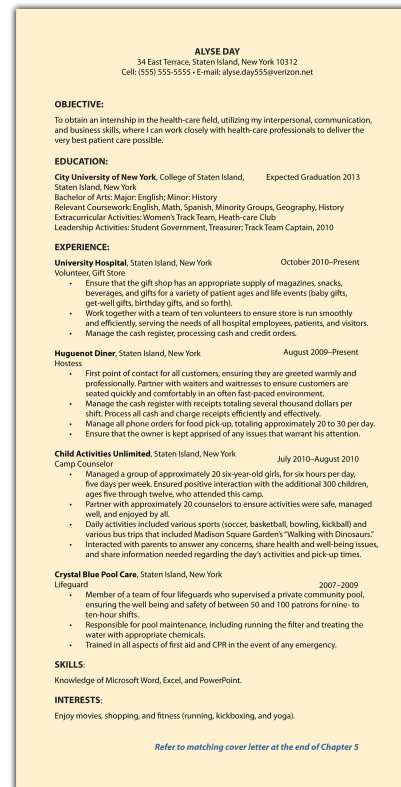 ALYSE DAY
34 East Terrace, Staten Island, New York 10312
Cell: (555) 555-5555 • E-mail: alyse.day555@verizon.net
OBJECTIVE:
To obtain an internship in the health-care field, utilizing my interpersonal, communication,
and business skills, where I can work closely with health-care professionals to deliver the
very best patient care possible.
EDUCATION:
City University of New York, College of Staten Island, Expected Graduation 2013
Staten Island, New York
Bachelor of Arts: Major: English; Minor: History
Relevant Coursework: English, Math, Spanish, Minority Groups, Geography, History
Extracurricular Activities: Women's Track Team, Heath-care Club
Leadership Activities: Student Government, Treasurer; Track Team Captain, 2010
EXPERIENCE:
University Hospital, Staten Island, New York October 2010–Present
Volunteer, Gift Store
• Ensure that the gift shop has an appropriate supply of magazines, snacks,
beverages, and gifts for a variety of patient ages and life events (baby gifts,
get-well gifts, birthday gifts, and so forth).
• Work together with a team of ten volunteers to ensure store is run smoothly
and efficiently, serving the needs of all hospital employees, patients, and visitors.
• Manage the cash register, processing cash and credit orders.
Huguenot Diner, Staten Island, New York August 2009–Present
Hostess
• First point of contact for all customers, ensuring they are greeted warmly and
professionally. Partner with waiters and waitresses to ensure customers are
seated quickly and comfortably in an often fast-paced environment.
• Manage the cash register with receipts totaling several thousand dollars per
shift. Process all cash and charge receipts efficiently and effectively.
• Manage all phone orders for food pick-up, totaling approximately 20 to 30 per day.
• Ensure that the owner is kept apprised of any issues that warrant his attention.
Child Activities Unlimited, Staten Island, New York July 2010–August 2010
Camp Counselor
• Managed a group of approximately 20 six-year-old girls, for six hours per day,
five days per week. Ensured positive interaction with the additional 300 children,
ages five through twelve, who attended this camp.
• Partner with approximately 20 counselors to ensure activities were safe, managed
well, and enjoyed by all.
• Daily activities included various sports (soccer, basketball, bowling, kickball) and
various bus trips that included Madison Square Garden's "Walking with Dinosaurs."
• Interacted with parents to answer any concerns, share health and well-being issues,
and share information needed regarding the day's activities and pick-up times.
Crystal Blue Pool Care, Staten Island, New York
Lifeguard 2007–2009
• Member of a team of four lifeguards who supervised a private community pool,
ensuring the well being and safety of between 50 and 100 patrons for nine- to
ten-hour shifts.
• Responsible for pool maintenance, including running the filter and treating the
water with appropriate chemicals.
• Trained in all aspects of first aid and CPR in the event of any emergency.
SKILLS:
Knowledge of Microsoft Word, Excel, and PowerPoint.
INTERESTS:
Enjoy movies, shopping, and fitness (running, kickboxing, and yoga).
Refer to matching cover letter at the end of Chapter 5